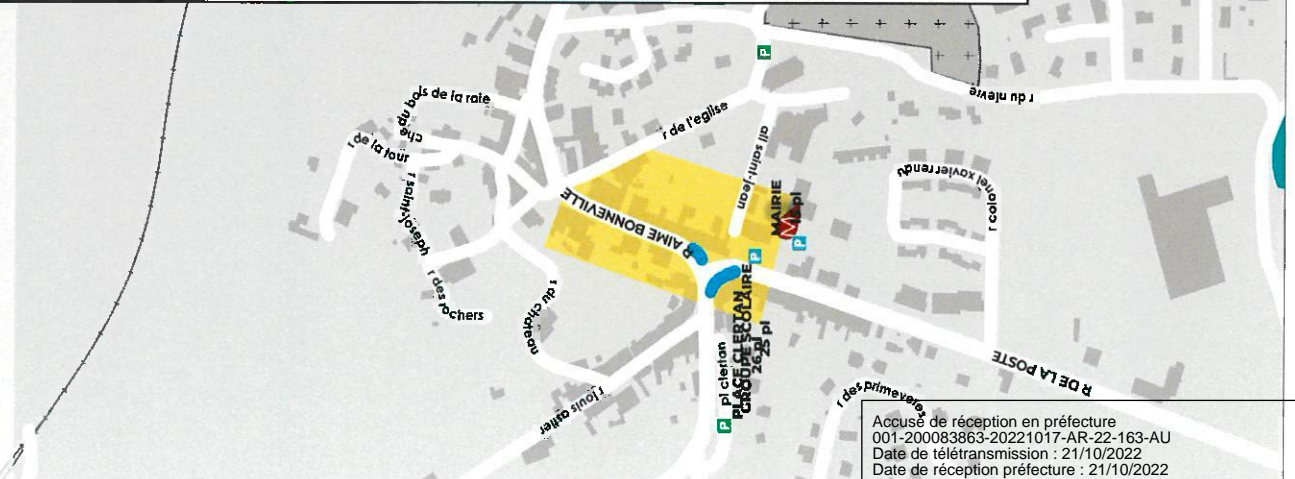 che du bois de la raie
r de la tour
r saint-joseph
r des rochers
r du chateau
r louis astier
r de l'eglise
all saint-jean
R AIME BONNEVILLE
MAIRIE
P
P
P
P
pl clertan
PLACE CLERTAN
GROUPE SCOLAIRE
26 pl
25 pl
r du nievre
r colonel xavier rendu
r colonel
R DE LA POSTE
r des primeveres
Accusé de réception en préfecture
001-200083863-20221017-AR-22-163-AU
Date de télétransmission : 21/10/2022
Date de réception préfecture : 21/10/2022